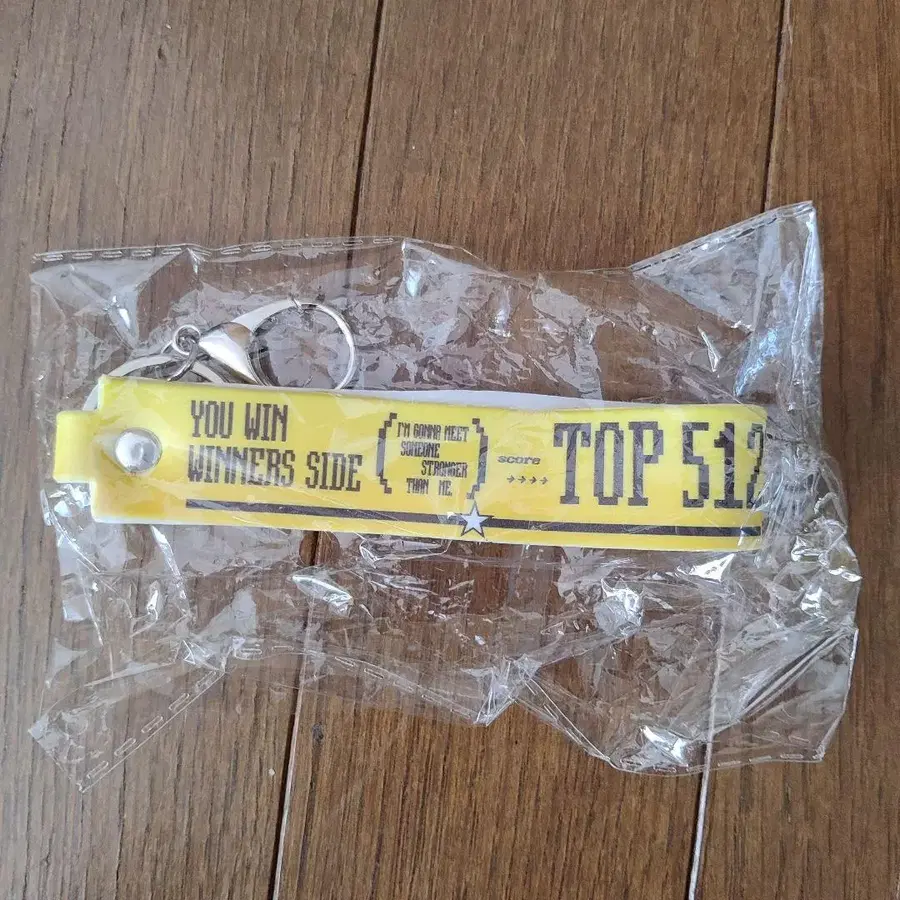 YOU WIN
WINNERS SIDE
I'M GONNA MEET
SOMEONE
STRONGER
THAN ME
score
TOP 512